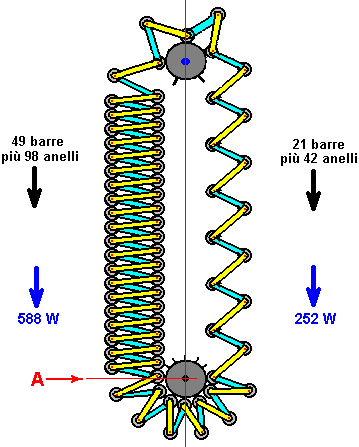 49 barre
più 98 anelli
21 barre
più 42 anelli
588 W
252 W
A